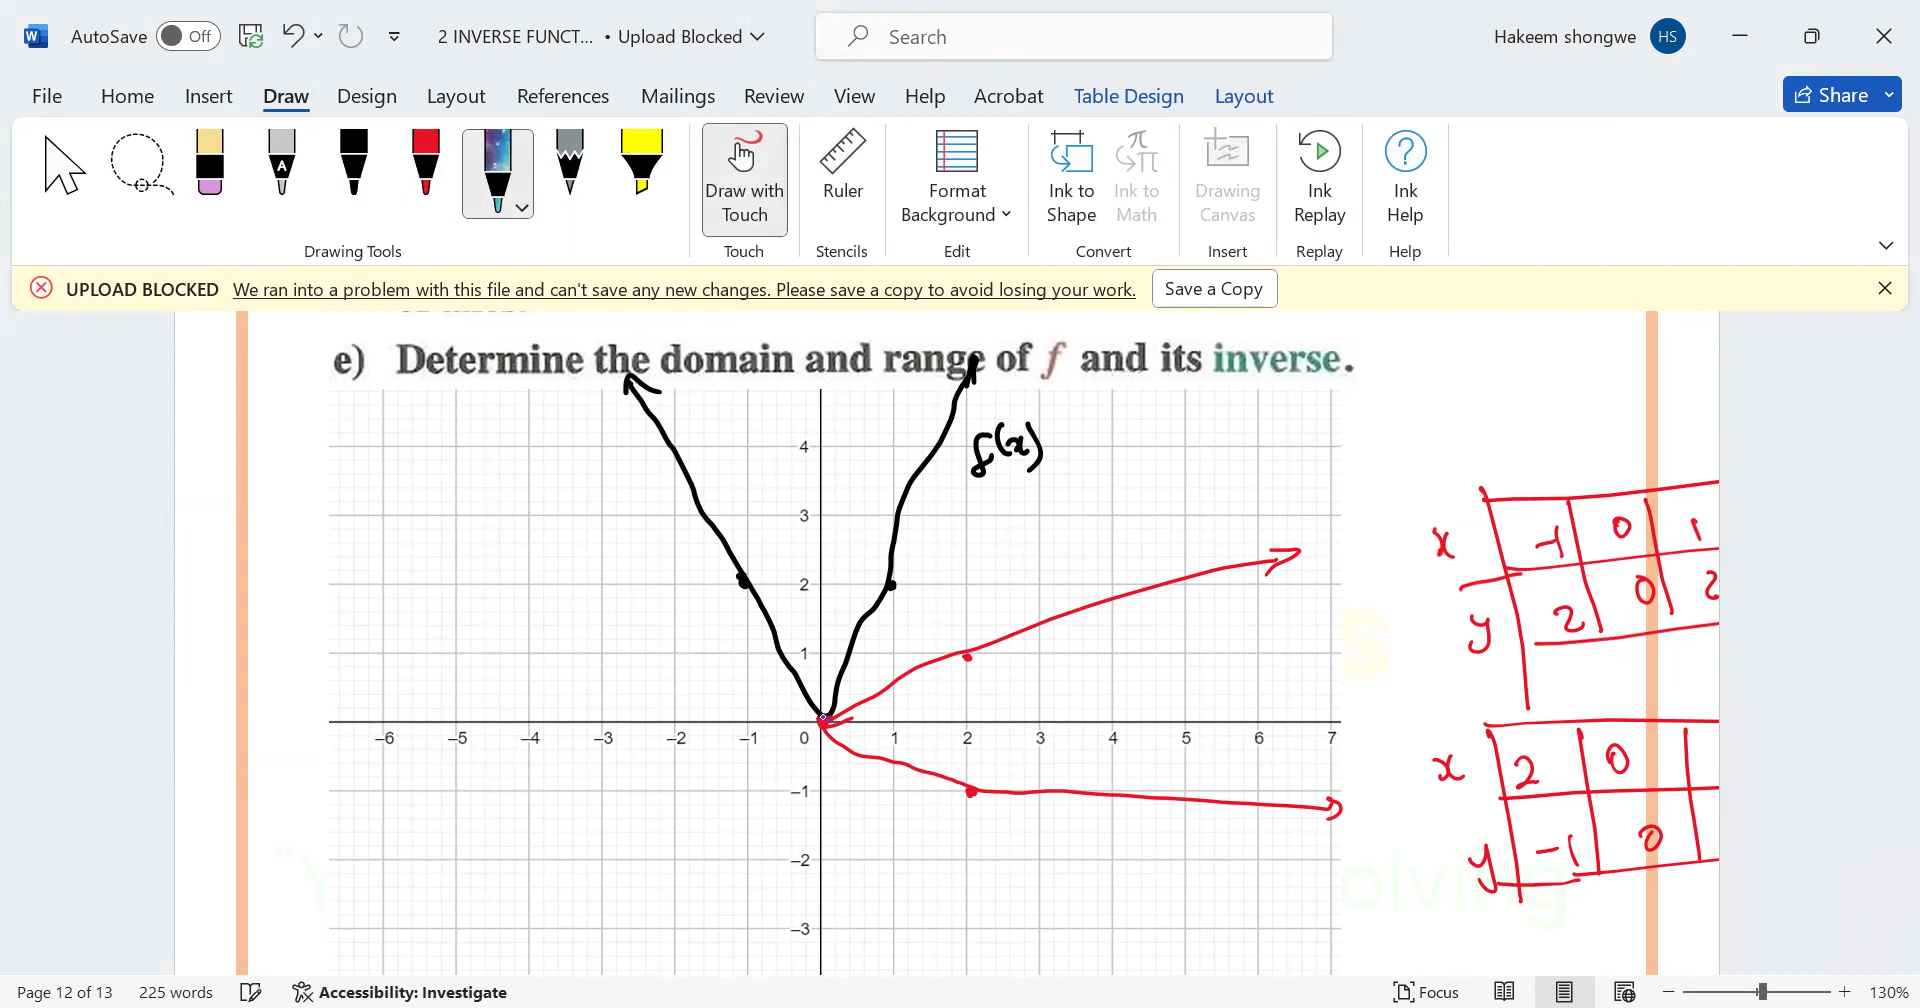 AutoSave Off 2 INVERSE FUNCT... • Upload Blocked Search Hakeem shongwe HS
File Home Insert Draw Design Layout References Mailings Review View Help Acrobat Table Design Layout Share
A
Draw with Touch Ruler Format Background Ink to Shape Ink to Math Drawing Canvas Ink Replay Ink Help
Drawing Tools Touch Stencils Edit Convert Insert Replay Help
UPLOAD BLOCKED We ran into a problem with this file and can't save any new changes. Please save a copy to avoid losing your work. Save a Copy
e) Determine the domain and range of f and its inverse.
4
f(x)
3
2
1
x -1 0 1
y 2 0 2
-6 -5 -4 -3 -2 -1 0 1 2 3 4 5 6 7
-1
-2
-3
x 2 0
y -1 0
olving
Page 12 of 13 225 words Accessibility: Investigate Focus 130%